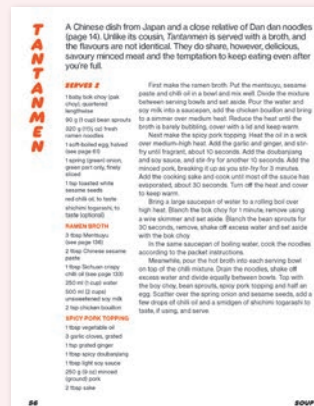 TANTANMEN
A Chinese dish from Japan and a close relative of Dan dan noodles
(page 14). Unlike its cousin, Tantanmen is served with a broth, and
the flavours are not identical. They do share, however, delicious,
savoury minced meat and the temptation to keep eating even after
you're full.
SERVES 2
1 baby bok choy (pak
choy), quartered
lengthwise
90 g (1 cup) bean sprouts
320 g (11½ oz) fresh
ramen noodles
1 soft-boiled egg, halved
(see page 61)
1 spring (green) onion,
green part only, finely
sliced
1 tsp toasted white
sesame seeds
red chilli oil, to taste
shichimi togarashi, to
taste (optional)
RAMEN BROTH
3 tbsp Mentsuyu
(see page 136)
2 tbsp Chinese sesame
paste
1 tbsp Sichuan crispy
chilli oil (see page 133)
250 ml (1 cup) water
500 ml (2 cups)
unsweetened soy milk
2 tsp chicken bouillon
SPICY PORK TOPPING
1 tbsp vegetable oil
3 garlic cloves, grated
1 tsp grated ginger
1 tbsp spicy doubanjiang
1 tbsp light soy sauce
250 g (9 oz) minced
(ground) pork
2 tbsp sake
First make the ramen broth. Put the mentsuyu, sesame
paste and chilli oil in a bowl and mix well. Divide the mixture
between serving bowls and set aside. Pour the water and
soy milk into a saucepan, add the chicken bouillon and bring
to a simmer over medium heat. Reduce the heat until the
broth is barely bubbling, cover with a lid and keep warm.
Next make the spicy pork topping. Heat the oil in a wok
over medium-high heat. Add the garlic and ginger, and stir-
fry until fragrant, about 10 seconds. Add the doubanjiang
and soy sauce, and stir-fry for another 10 seconds. Add the
minced pork, breaking it up as you stir-fry for 3 minutes.
Add the cooking sake and cook until most of the sauce has
evaporated, about 30 seconds. Turn off the heat and cover
to keep warm.
Bring a large saucepan of water to a rolling boil over
high heat. Blanch the bok choy for 1 minute, remove using
a wire skimmer and set aside. Blanch the bean sprouts for
30 seconds, remove, shake off excess water and set aside
with the bok choy.
In the same saucepan of boiling water, cook the noodles
according to the packet instructions.
Meanwhile, pour the hot broth into each serving bowl
on top of the chilli mixture. Drain the noodles, shake off
excess water and divide equally between bowls. Top with
the boy choy, bean sprouts, spicy pork topping and half an
egg. Scatter over the spring onion and sesame seeds, add a
few drops of chilli oil and a smidgen of shichimi togarashi to
taste, if using, and serve.
56
SOUP